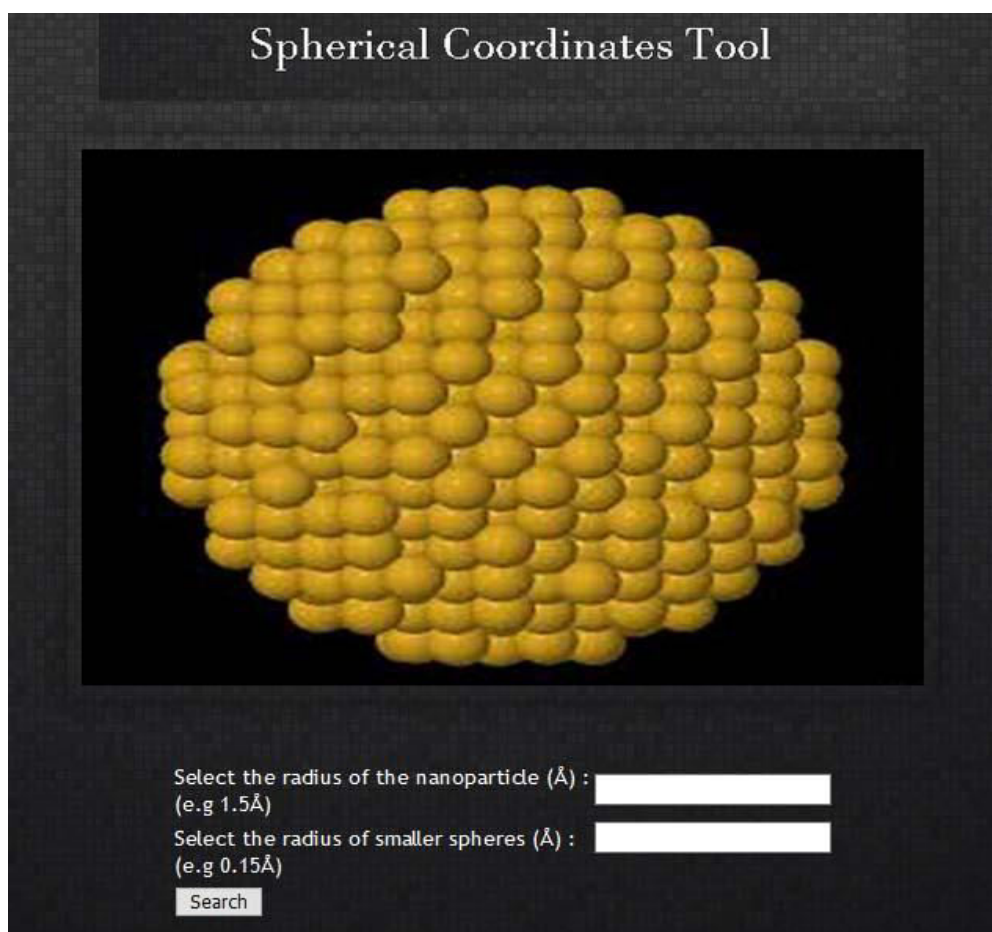 Spherical Coordinates Tool
Select the radius of the nanoparticle (Å) :
(e.g 1.5Å)
Select the radius of smaller spheres (Å) :
(e.g 0.15Å)
Search